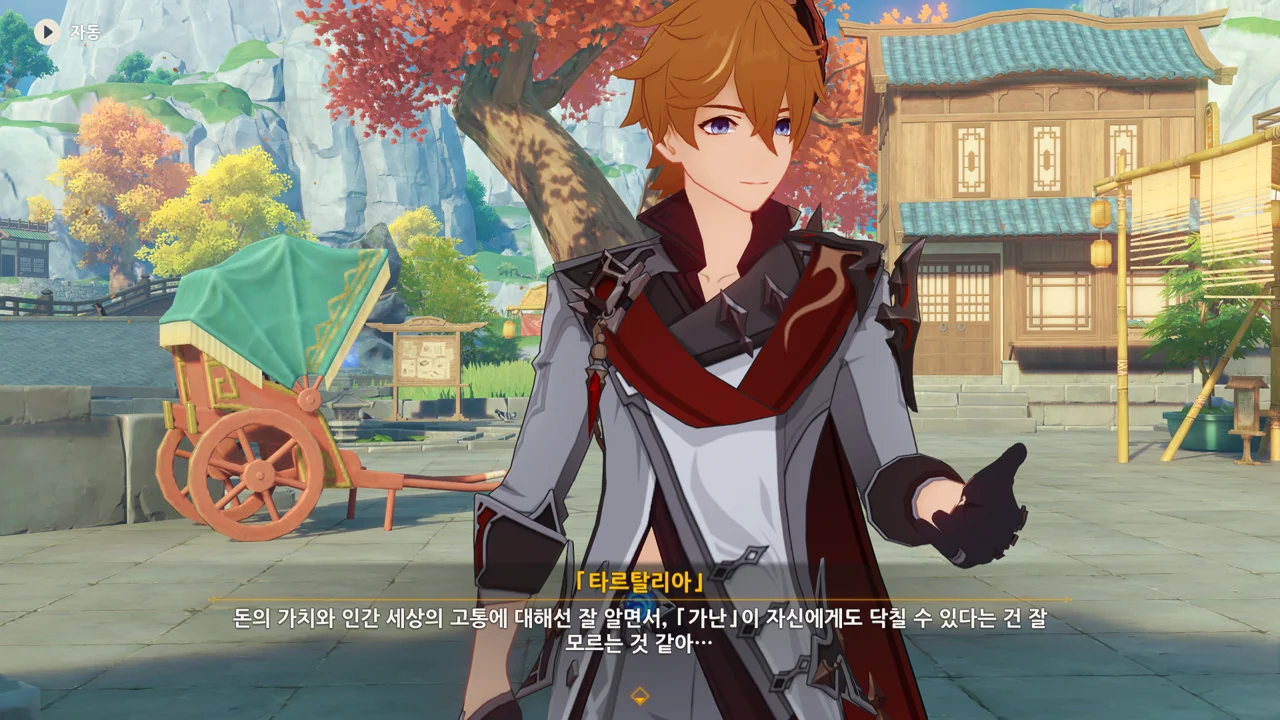 자동
「타르탈리아」
돈의 가치와 인간 세상의 고통에 대해선 잘 알면서, 「가난」이 자신에게도 닥칠 수 있다는 건 잘
모르는 것 같아…